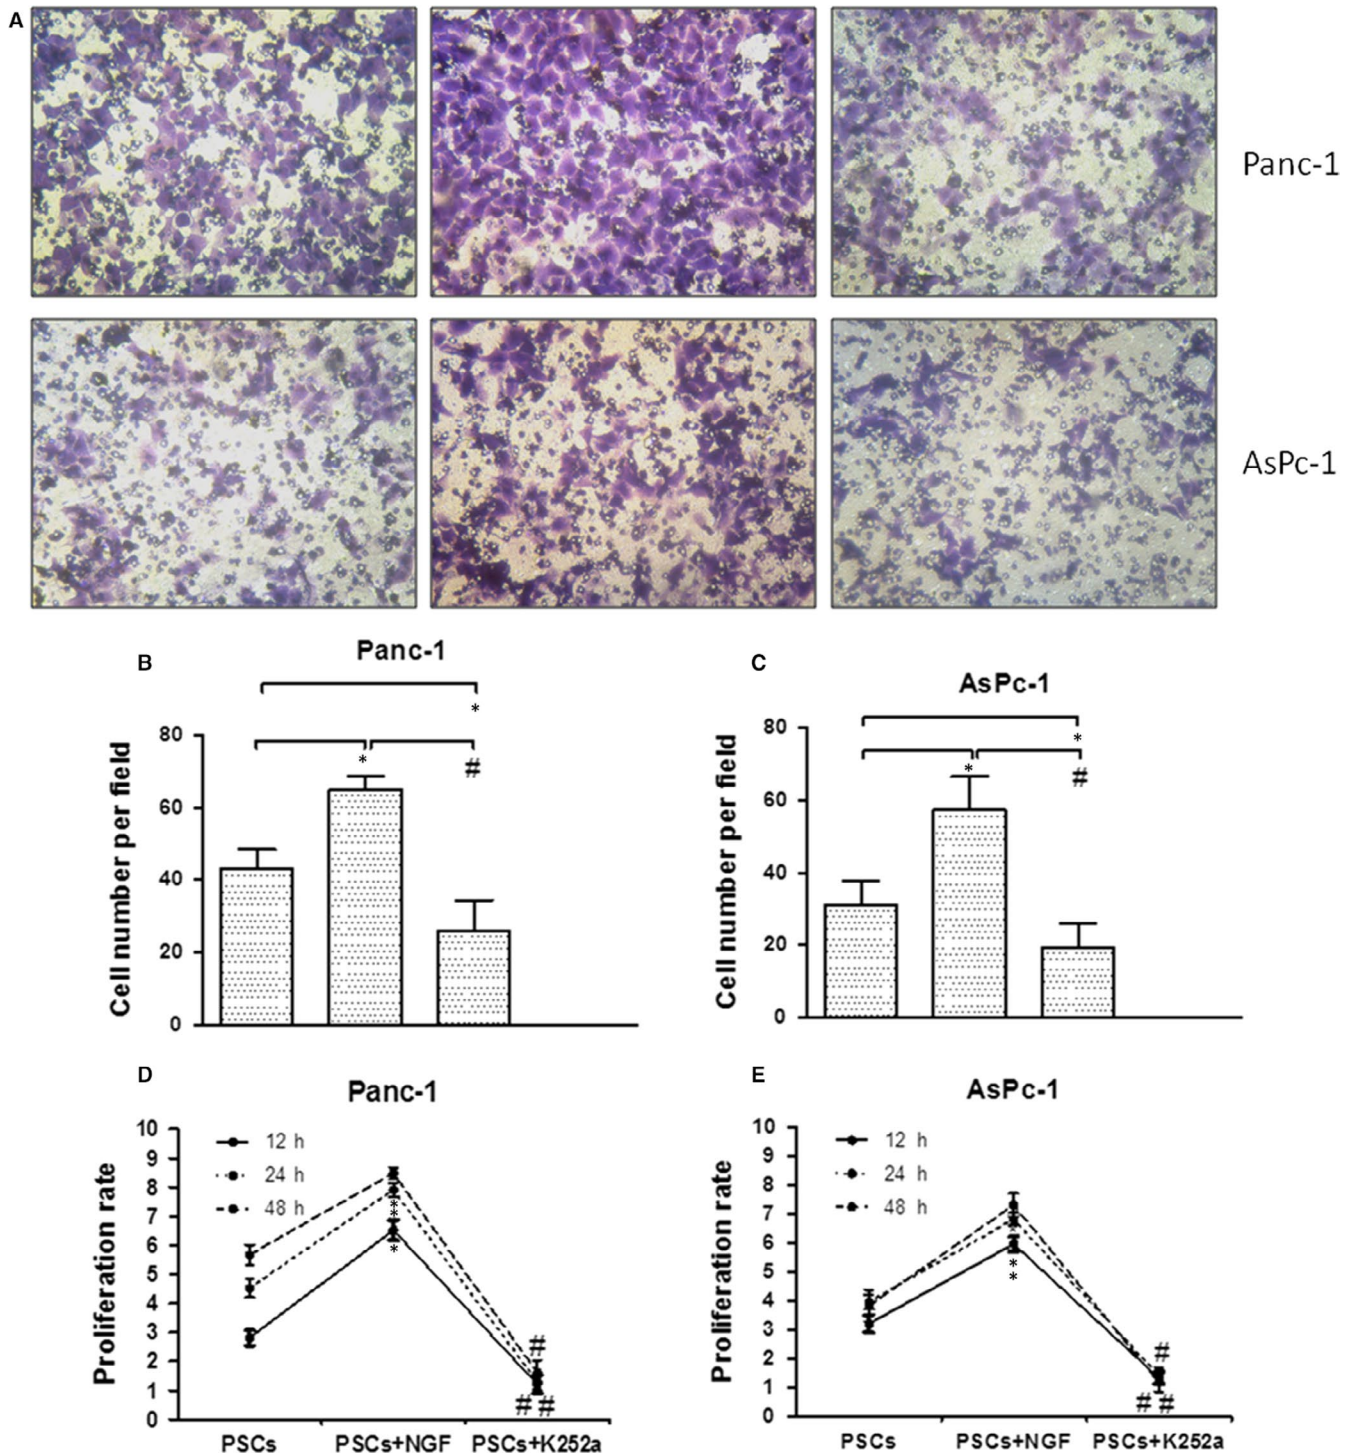 A
Panc-1
AsPc-1
B
Panc-1
*
*
#
80
60
40
20
0
Cell number per field
C
AsPc-1
*
*
#
80
60
40
20
0
Cell number per field
D
Panc-1
10
9
8
7
6
5
4
3
2
1
0
Proliferation rate
12 h
24 h
48 h
*
*
*
#
# #
PSCs PSCs+NGF PSCs+K252a
E
AsPc-1
10
9
8
7
6
5
4
3
2
1
0
Proliferation rate
12 h
24 h
48 h
*
*
#
# #
PSCs PSCs+NGF PSCs+K252a